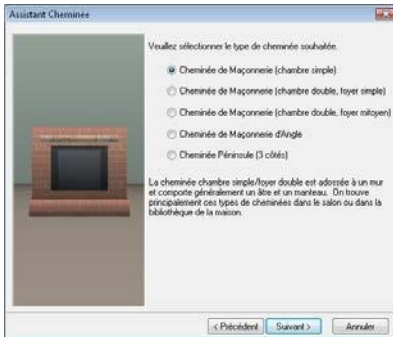 Assistant Cheminée
Veuillez sélectionner le type de cheminée souhaitée.
Cheminée de Maçonnerie (chambre simple)
Cheminée de Maçonnerie (chambre double, foyer simple)
Cheminée de Maçonnerie (chambre double, foyer mitoyen)
Cheminée de Maçonnerie d'Angle
Cheminée Péninsule (3 côtés)
La cheminée chambre simple/foyer double est adossée à un mur
et comporte généralement un âtre et un manteau. On trouve
principalement ces types de cheminées dans le salon ou dans la
bibliothèque de la maison.
< Précédent
Suivant >
Annuler